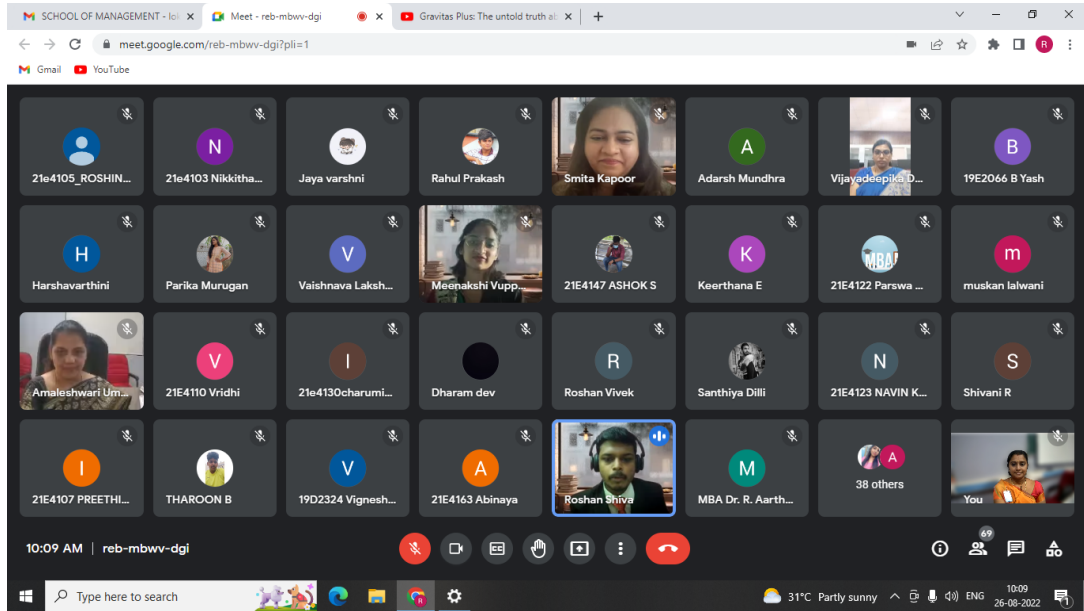 SCHOOL OF MANAGEMENT - loi
Meet - reb-mbwv-dgi
Gravitas Plus: The untold truth al
meet.google.com/reb-mbwv-dgi?pli=1
R
Gmail YouTube
N A B
21e4105_ROSHIN... 21e4103 Nikkitha... Jaya varshni Rahul Prakash Smita Kapoor Adarsh Mundhra Vijayadeepika D... 19E2066 B Yash
H V K MBA m
Harshavarthini Parika Murugan Vaishnava Laksh... Meenakshi Vupp... 21E4147 ASHOK S Keerthana E 21E4122 Parswa ... muskan lalwani
V I R N S
Amaleshwari Um... 21E4110 Vridhi 21e4130charumi... Dharam dev Roshan Vivek Santhiya Dilli 21E4123 NAVIN K... Shivani R
I V A M A
38 others
21E4107 PREETHI... THAROON B 19D2324 Vignesh... 21E4163 Abinaya Roshan Shiva MBA Dr. R. Aarth... You
10:09 AM | reb-mbwv-dgi CC 69
Type here to search R 31°C Partly sunny ENG 10:09
26-08-2022 1